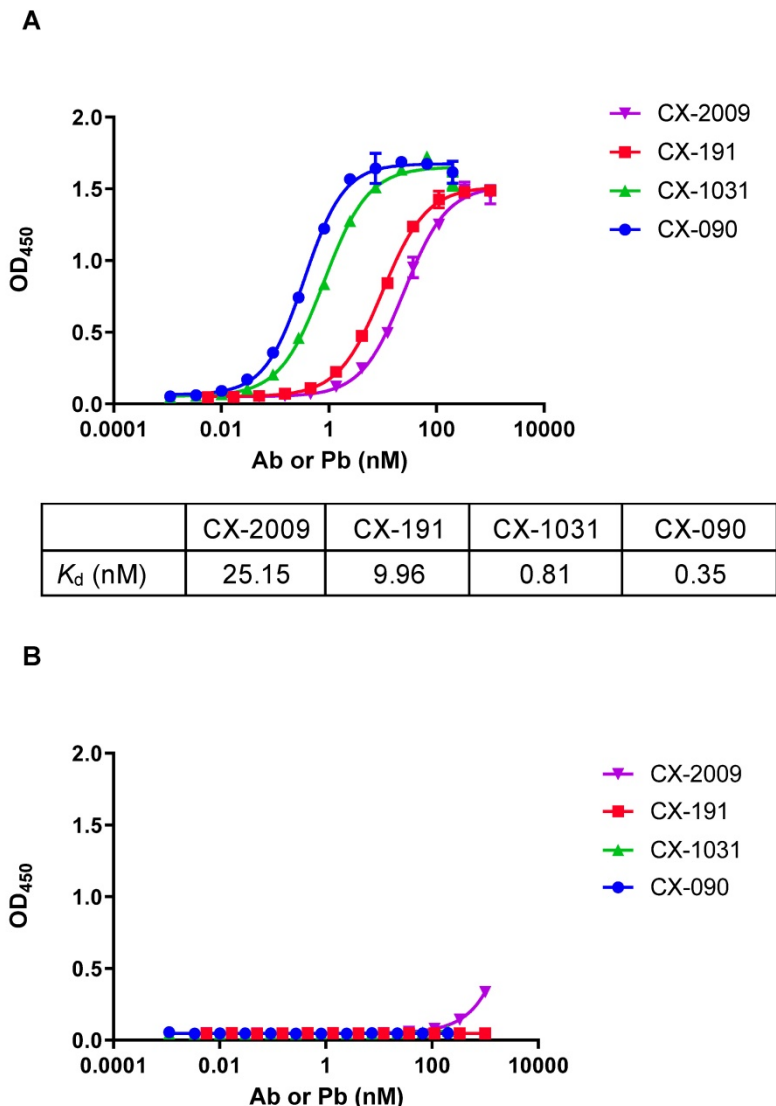 A
2.0
1.5
1.0
0.5
0.0
OD450
0.0001 0.01 1 100 10000
Ab or Pb (nM)
CX-2009
CX-191
CX-1031
CX-090
CX-2009 CX-191 CX-1031 CX-090
Kd (nM) 25.15 9.96 0.81 0.35
B
2.0
1.5
1.0
0.5
0.0
OD450
0.0001 0.01 1 100 10000
Ab or Pb (nM)
CX-2009
CX-191
CX-1031
CX-090